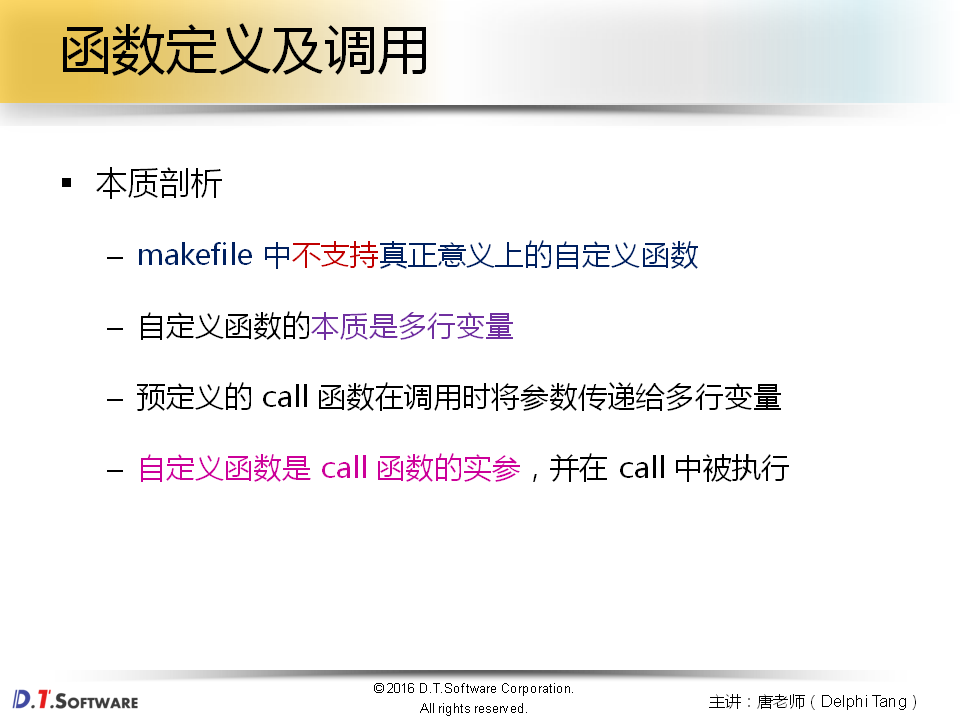 函数定义及调用
▪ 本质剖析
– makefile 中不支持真正意义上的自定义函数
– 自定义函数的本质是多行变量
– 预定义的 call 函数在调用时将参数传递给多行变量
– 自定义函数是 call 函数的实参，并在 call 中被执行
D.T.SOFTWARE
©2016 D.T.Software Corporation.
All rights reserved.
主讲：唐老师（Delphi Tang）